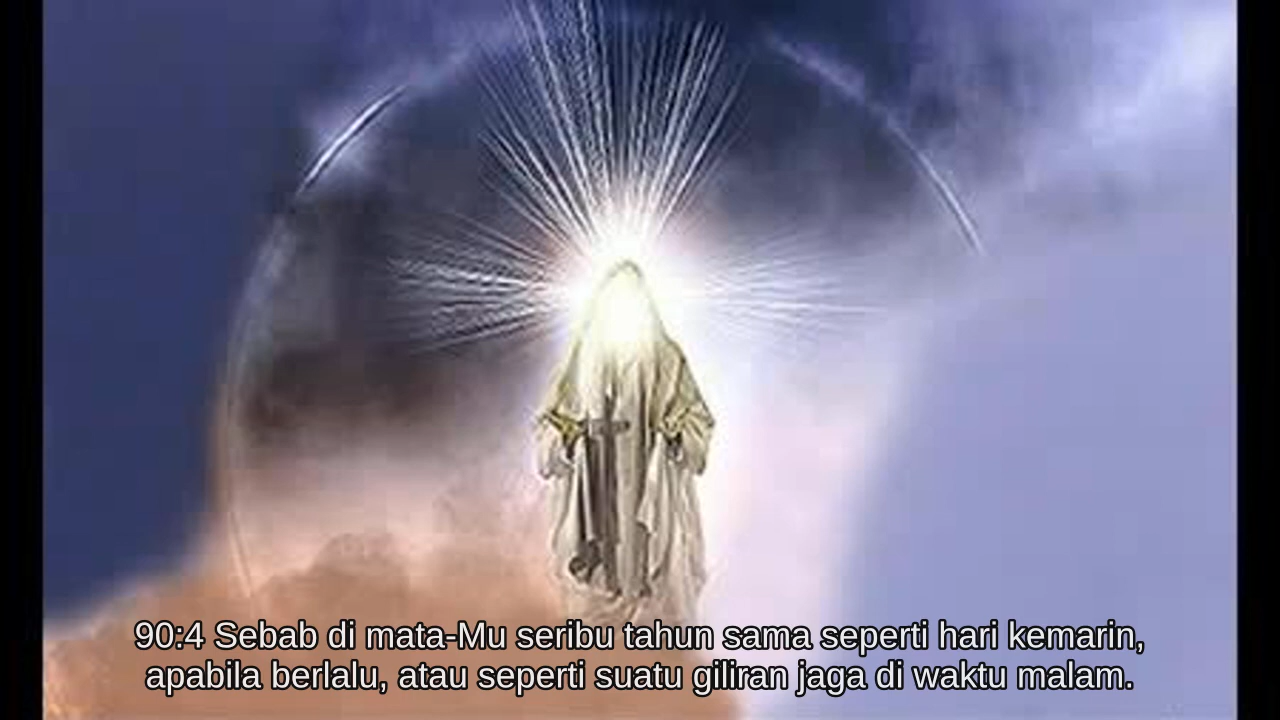 90:4 Sebab di mata-Mu seribu tahun sama seperti hari kemarin,
apabila berlalu, atau seperti suatu giliran jaga di waktu malam.